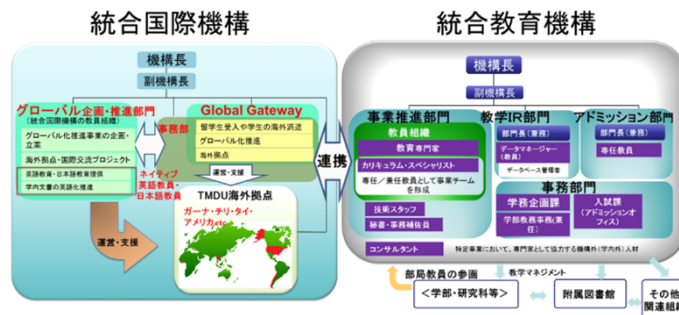 統合国際機構
機構長
副機構長
グローバル企画・推進部門
(統合国際機構の教員組織)
グローバル化推進事業の企画・
立案
海外拠点・国際交流プロジェクト
英語教育・日本語教育提供
学内文書の英語化推進
事務部
ネイティブ
英語教員・
日本語教員
Global Gateway
留学生受入や学生の海外派遣
グローバル化推進
海外拠点
運営・支援
TMDU海外拠点
ガーナ・チリ・タイ・
アメリカ,etc
運営・支援
連携
統合教育機構
機構長
副機構長
事業推進部門
教員組織
教育専門家
カリキュラム・スペシャリスト
専任/兼任教員として事業チーム
を形成
技術スタッフ
秘書・事務補佐員
コンサルタント
特定事業において、専門家として協力する機構外(学内外)人材
教学IR部門
部門長(兼務)
データマネージャー
(教員)
データベース管理者
アドミッション部門
部門長(兼務)
専任教員
事務部門
学務企画課
学部教務事務(兼
任)
入試課
(アドミッションオ
フィス)
部局教員の参画
教学マネジメント
<学部・研究科等>
附属図書館
その他
関連組織